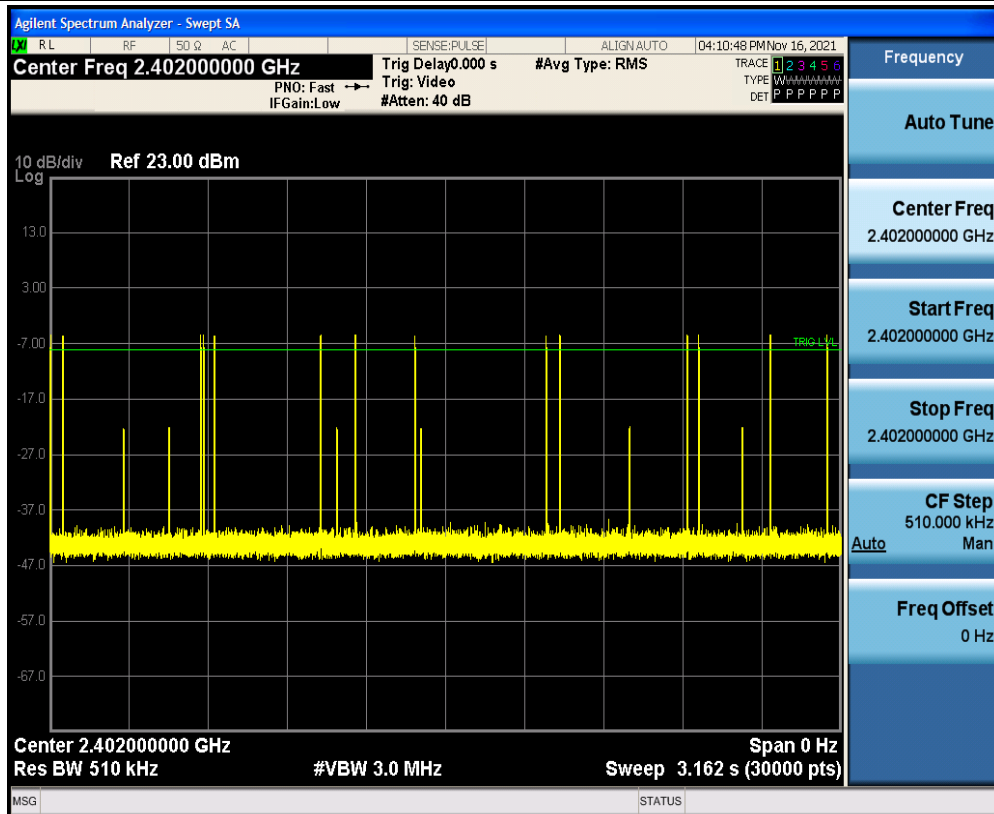 Agilent Spectrum Analyzer - Swept SA
LXI RL RF 50 Ω AC SENSE:PULSE ALIGN AUTO 04:10:48 PM Nov 16, 2021
Center Freq 2.402000000 GHz
PNO: Fast
IFGain:Low
Trig Delay0.000 s
Trig: Video
#Atten: 40 dB
#Avg Type: RMS
TRACE 1 2 3 4 5 6
TYPE
DET P P P P P P
10 dB/div Ref 23.00 dBm
Log
13.0
3.00
-7.00
TRIG LVL
-17.0
-27.0
-37.0
-47.0
-57.0
-67.0
Center 2.402000000 GHz Span 0 Hz
Res BW 510 kHz #VBW 3.0 MHz Sweep 3.162 s (30000 pts)
MSG STATUS
Frequency
Auto Tune
Center Freq
2.402000000 GHz
Start Freq
2.402000000 GHz
Stop Freq
2.402000000 GHz
CF Step
510.000 kHz
Auto Man
Freq Offset
0 Hz